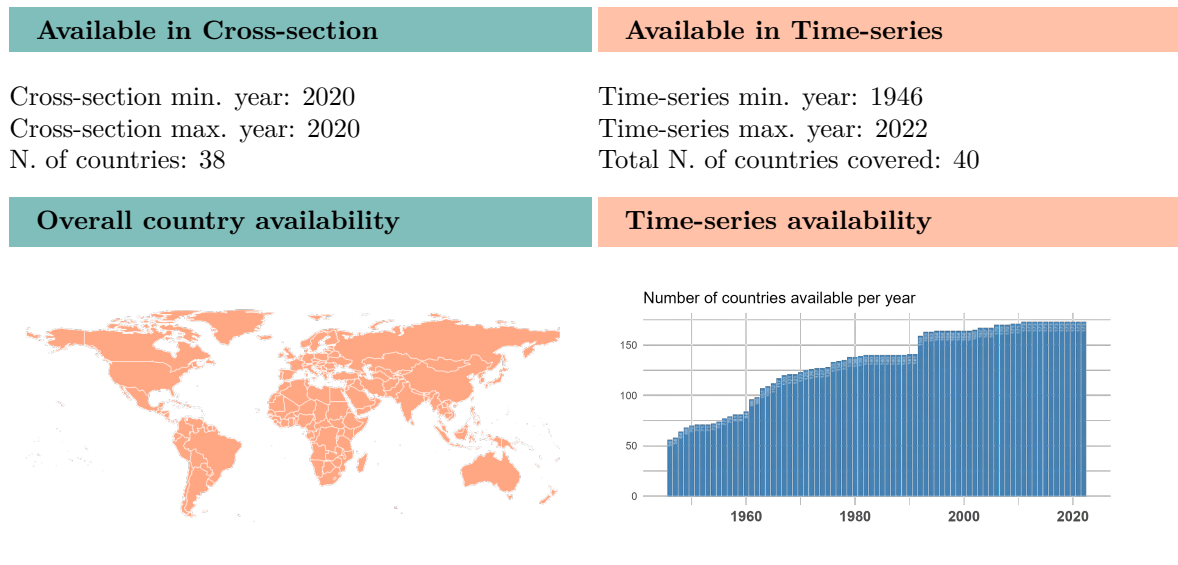 Available in Cross-section
Available in Time-series
Cross-section min. year: 2020
Cross-section max. year: 2020
N. of countries: 38
Time-series min. year: 1946
Time-series max. year: 2022
Total N. of countries covered: 40
Overall country availability
Time-series availability
Number of countries available per year
150
100
50
0
1960 1980 2000 2020